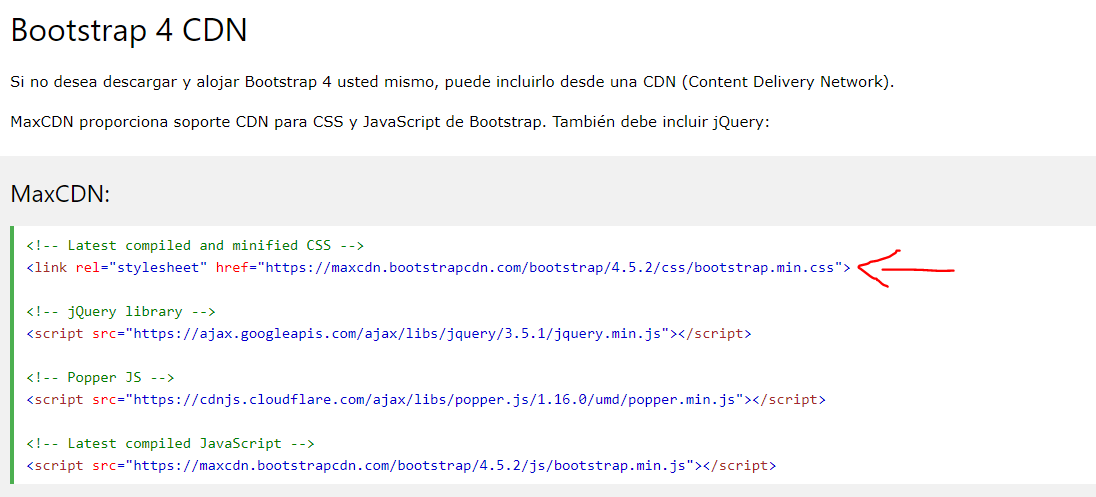 Bootstrap 4 CDN
Si no desea descargar y alojar Bootstrap 4 usted mismo, puede incluirlo desde una CDN (Content Delivery Network).
MaxCDN proporciona soporte CDN para CSS y JavaScript de Bootstrap. También debe incluir jQuery:
MaxCDN:
<!-- Latest compiled and minified CSS -->
<link rel="stylesheet" href="https://maxcdn.bootstrapcdn.com/bootstrap/4.5.2/css/bootstrap.min.css">
<!-- jQuery library -->
<script src="https://ajax.googleapis.com/ajax/libs/jquery/3.5.1/jquery.min.js"></script>
<!-- Popper JS -->
<script src="https://cdnjs.cloudflare.com/ajax/libs/popper.js/1.16.0/umd/popper.min.js"></script>
<!-- Latest compiled JavaScript -->
<script src="https://maxcdn.bootstrapcdn.com/bootstrap/4.5.2/js/bootstrap.min.js"></script>